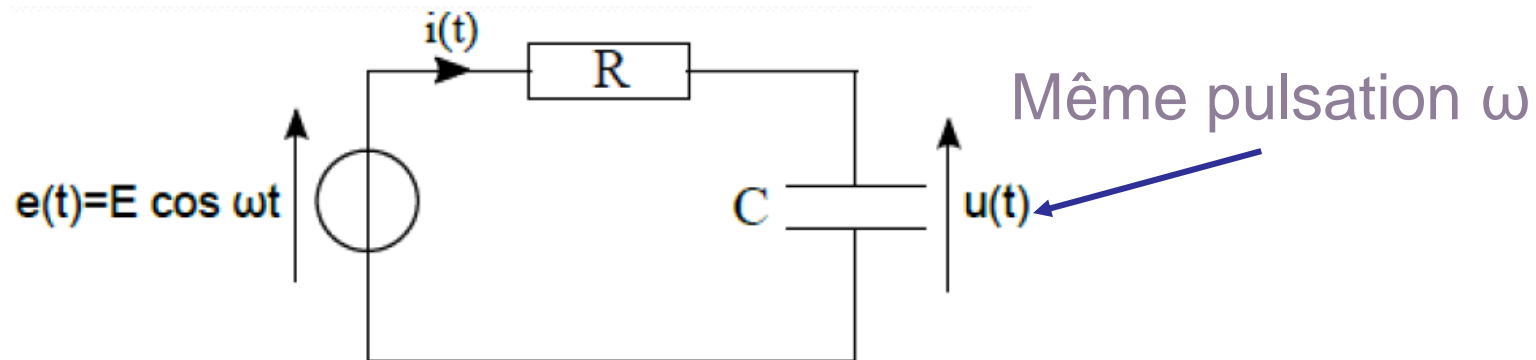 i(t)
R
Même pulsation ω
e(t)=E cos ωt
C
u(t)